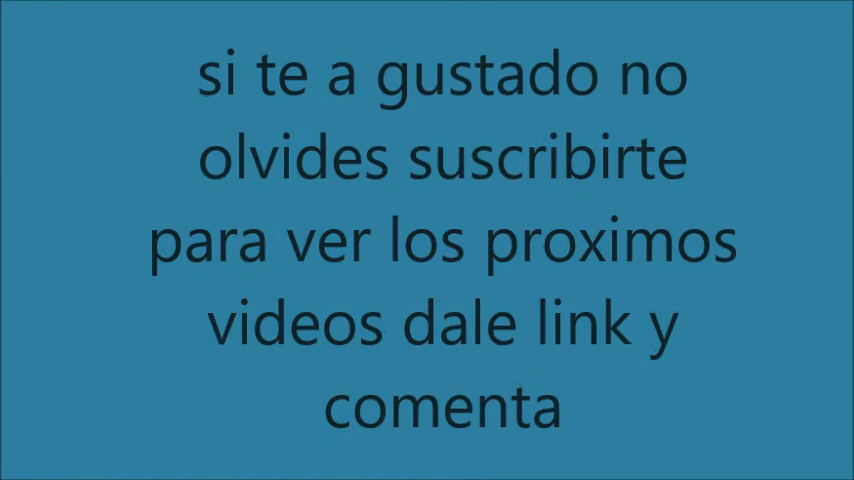 si te a gustado no
olvides suscribirte
para ver los proximos
videos dale link y
comenta